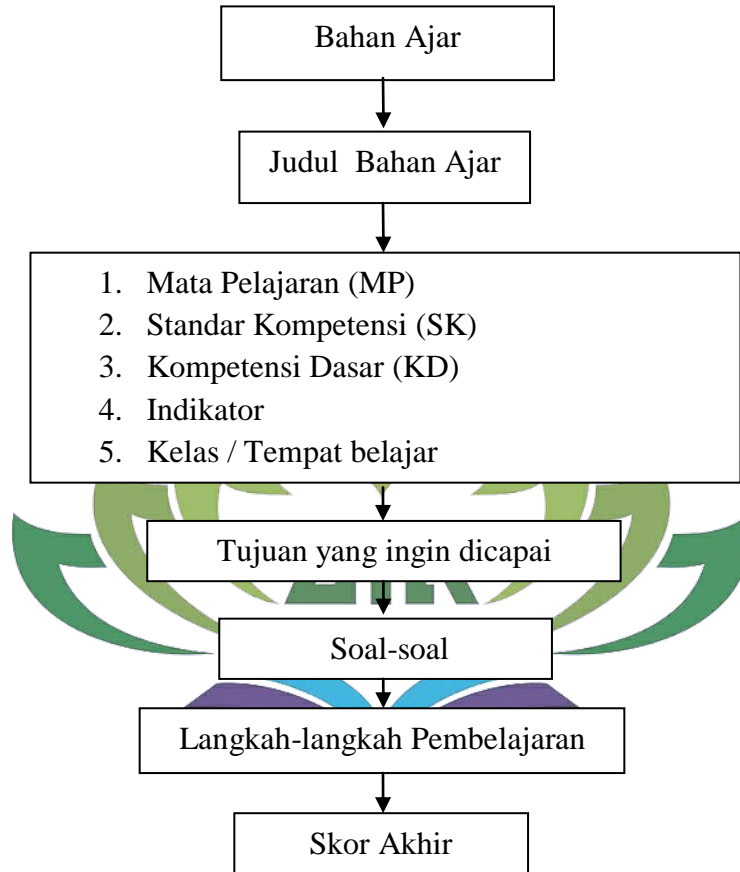 Bahan Ajar
Judul Bahan Ajar
1. Mata Pelajaran (MP)
2. Standar Kompetensi (SK)
3. Kompetensi Dasar (KD)
4. Indikator
5. Kelas / Tempat belajar
Tujuan yang ingin dicapai
Soal-soal
Langkah-langkah Pembelajaran
Skor Akhir